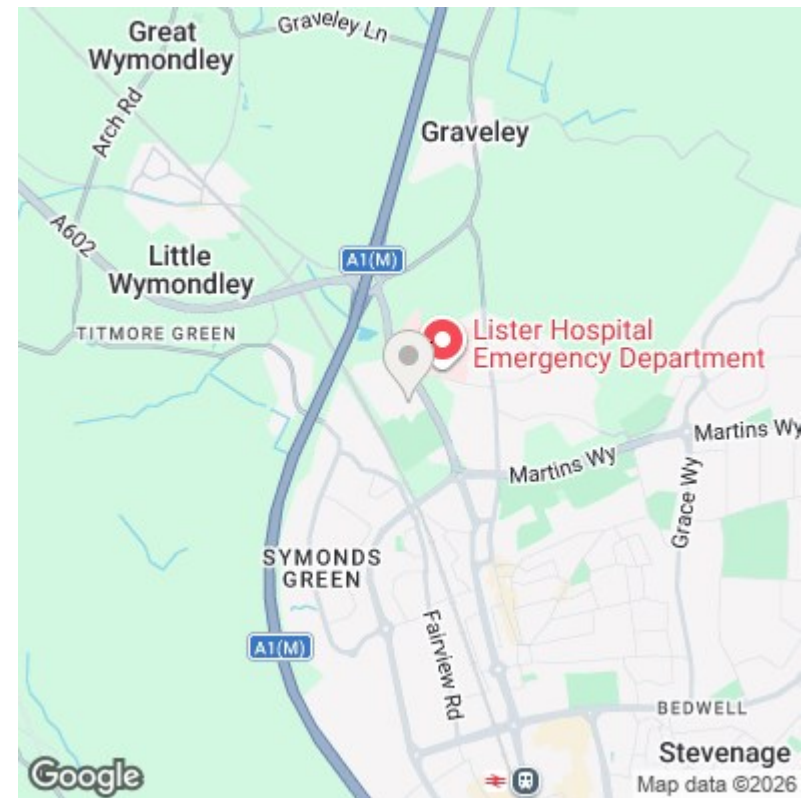 Great
Wymondley
Graveley Ln
Arch Rd
Graveley
A602
Little
Wymondley
A1(M)
TITMORE GREEN
Lister Hospital
Emergency Department
Martins Wy
Martins Wy
Grace Wy
SYMONDS
GREEN
Fairview Rd
A1(M)
BEDWELL
Stevenage
Google
Map data ©2026